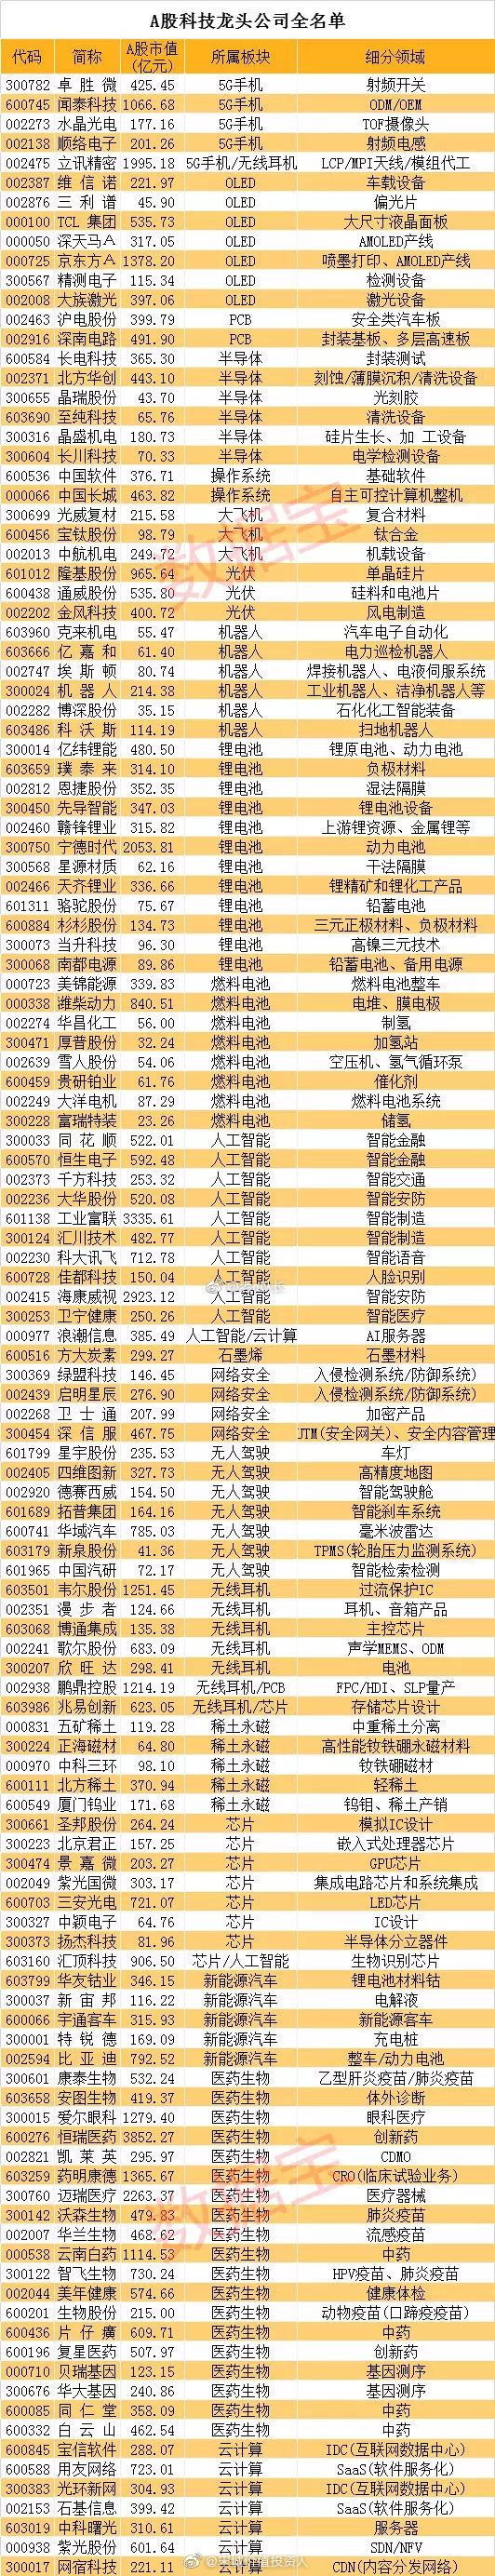 A股科技龙头公司全名单
代码 简称 A股市值(亿元) 所属板块 细分领域
300782 卓胜微 425.45 5G手机 射频开关
600745 闻泰科技 1066.68 5G手机 ODM/OEM
002273 水晶光电 177.16 5G手机 TOF摄像头
002138 顺络电子 201.26 5G手机 射频电感
002475 立讯精密 1995.18 5G手机/无线耳机 LCP/MPI天线/模组代工
002387 维信诺 221.97 OLED 车载设备
002876 三利谱 45.90 OLED 偏光片
000100 TCL 集团 535.73 OLED 大尺寸液晶面板
000050 深天马A 317.05 OLED AMOLED产线
000725 京东方A 1378.20 OLED 喷墨打印、AMOLED产线
300567 精测电子 115.34 OLED 检测设备
002008 大族激光 397.06 OLED 激光设备
002463 沪电股份 399.79 PCB 安全类汽车板
002916 深南电路 491.90 PCB 封装基板、多层高速板
600584 长电科技 365.30 半导体 封装测试
002371 北方华创 443.10 半导体 刻蚀/薄膜沉积/清洗设备
300655 晶瑞股份 43.70 半导体 光刻胶
603690 至纯科技 65.76 半导体 清洗设备
300316 晶盛机电 180.73 半导体 硅片生长、加 工设备
300604 长川科技 70.33 半导体 电学检测设备
600536 中国软件 376.71 操作系统 基础软件
000066 中国长城 463.82 操作系统 自主可控计算机整机
300699 光威复材 215.58 大飞机 复合材料
600456 宝钛股份 98.79 大飞机 钛合金
002013 中航机电 249.72 大飞机 机载设备
601012 隆基股份 965.64 光伏 单晶硅片
600438 通威股份 535.80 光伏 硅料和电池片
002202 金风科技 400.72 光伏 风电制造
603960 克来机电 55.47 机器人 汽车电子自动化
603666 亿嘉和 61.40 机器人 电力巡检机器人
002747 埃斯顿 80.74 机器人 焊接机器人、电液伺服系统
300024 机器人 214.38 机器人 工业机器人、洁净机器人等
002282 博深股份 35.15 机器人 石化化工智能装备
603486 科沃斯 114.19 机器人 扫地机器人
300014 亿纬锂能 480.50 锂电池 锂原电池、动力电池
603659 璞泰来 314.10 锂电池 负极材料
002812 恩捷股份 352.35 锂电池 湿法隔膜
300450 先导智能 347.03 锂电池 锂电池设备
002460 赣锋锂业 315.82 锂电池 上游锂资源、金属锂等
300750 宁德时代 2053.81 锂电池 动力电池
300568 星源材质 62.16 锂电池 干法隔膜
002466 天齐锂业 336.66 锂电池 锂精矿和锂化工产品
601311 骆驼股份 75.67 锂电池 铅蓄电池
600884 杉杉股份 134.73 锂电池 三元正极材料、负极材料
300073 当升科技 96.30 锂电池 高镍三元技术
300068 南都电源 89.86 锂电池 铅蓄电池、备用电源
000723 美锦能源 339.83 燃料电池 燃料电池整车
000338 潍柴动力 840.51 燃料电池 电堆、膜电极
002274 华昌化工 56.00 燃料电池 制氢
300471 厚普股份 32.24 燃料电池 加氢站
002639 雪人股份 54.06 燃料电池 空压机、氢气循环泵
600459 贵研铂业 61.76 燃料电池 催化剂
002249 大洋电机 87.29 燃料电池 燃料电池系统
300228 富瑞特装 23.26 燃料电池 储氢
300033 同花顺 522.01 人工智能 智能金融
600570 恒生电子 592.48 人工智能 智能金融
002373 千方科技 253.32 人工智能 智能交通
002236 大华股份 520.08 人工智能 智能安防
601138 工业富联 3335.61 人工智能 智能制造
300124 汇川技术 482.77 人工智能 智能制造
002230 科大讯飞 712.78 人工智能 智能语音
600728 佳都科技 150.04 人工智能 人脸识别
002415 海康威视 2923.12 人工智能 智能安防
300253 卫宁健康 250.26 人工智能 智能医疗
000977 浪潮信息 385.49 人工智能/云计算 AI服务器
600516 方大炭素 299.27 石墨烯 石墨材料
300369 绿盟科技 146.45 网络安全 入侵检测系统/防御系统)
002439 启明星辰 276.90 网络安全 入侵检测系统/防御系统)
002268 卫士通 207.99 网络安全 加密产品
300454 深信服 467.75 网络安全 UTM(安全网关)、安全内容管理
601799 星宇股份 235.53 无人驾驶 车灯
002405 四维图新 327.73 无人驾驶 高精度地图
002920 德赛西威 154.50 无人驾驶 智能驾驶舱
601689 拓普集团 164.16 无人驾驶 智能刹车系统
600741 华域汽车 785.03 无人驾驶 毫米波雷达
603179 新泉股份 41.36 无人驾驶 TPMS(轮胎压力监测系统)
601965 中国汽研 72.17 无人驾驶 智能检索检测
603501 韦尔股份 1251.45 无线耳机 过流保护IC
002351 漫步者 124.66 无线耳机 耳机、音箱产品
603068 博通集成 135.38 无线耳机 主控芯片
002241 歌尔股份 683.09 无线耳机 声学MEMS、ODM
300207 欣旺达 298.41 无线耳机 电池
002938 鹏鼎控股 1214.19 无线耳机/PCB FPC/HDI、SLP量产
603986 兆易创新 623.05 无线耳机/芯片 存储芯片设计
000831 五矿稀土 119.28 稀土永磁 中重稀土分离
300224 正海磁材 64.80 稀土永磁 高性能钕铁硼永磁材料
000970 中科三环 98.10 稀土永磁 钕铁硼磁材
600111 北方稀土 370.94 稀土永磁 轻稀土
600549 厦门钨业 171.68 稀土永磁 钨钼、稀土产销
300661 圣邦股份 264.24 芯片 模拟IC设计
300223 北京君正 157.25 芯片 嵌入式处理器芯片
300474 景嘉微 203.27 芯片 GPU芯片
002049 紫光国微 303.17 芯片 集成电路芯片和系统集成
600703 三安光电 721.07 芯片 LED芯片
300327 中颖电子 64.76 芯片 IC设计
300373 扬杰科技 81.96 芯片 半导体分立器件
603160 汇顶科技 906.50 芯片/人工智能 生物识别芯片
603799 华友钴业 346.15 新能源汽车 锂电池材料钴
300037 新宙邦 116.22 新能源汽车 电解液
600066 宇通客车 315.93 新能源汽车 新能源客车
300001 特锐德 169.09 新能源汽车 充电桩
002594 比亚迪 792.52 新能源汽车 整车/动力电池
300601 康泰生物 532.24 医药生物 乙型肝炎疫苗/肺炎疫苗
603658 安图生物 419.37 医药生物 体外诊断
300015 爱尔眼科 1279.40 医药生物 眼科医疗
600276 恒瑞医药 3852.27 医药生物 创新药
002821 凯莱英 295.97 医药生物 CDMO
603259 药明康德 1365.67 医药生物 CRO(临床试验业务)
300760 迈瑞医疗 2263.37 医药生物 医疗器械
300142 沃森生物 479.83 医药生物 肺炎疫苗
002007 华兰生物 468.62 医药生物 流感疫苗
000538 云南白药 1114.53 医药生物 中药
300122 智飞生物 730.24 医药生物 HPV疫苗、肺炎疫苗
002044 美年健康 574.66 医药生物 健康体检
600201 生物股份 215.00 医药生物 动物疫苗(口蹄疫疫苗)
600436 片仔癀 609.71 医药生物 中药
600196 复星医药 507.97 医药生物 创新药
000710 贝瑞基因 123.15 医药生物 基因测序
300676 华大基因 240.86 医药生物 基因测序
600085 同仁堂 358.09 医药生物 中药
600332 白云山 462.54 医药生物 中药
600845 宝信软件 288.07 云计算 IDC(互联网数据中心)
600588 用友网络 723.01 云计算 SaaS(软件服务化)
300383 光环新网 304.93 云计算 IDC(互联网数据中心)
002153 石基信息 399.42 云计算 SaaS(软件服务化)
603019 中科曙光 310.61 云计算 服务器
000938 紫光股份 601.64 云计算 SDN/NFV
300017 网宿科技 221.11 云计算 CDN(内容分发网络)
数据宝
数据宝